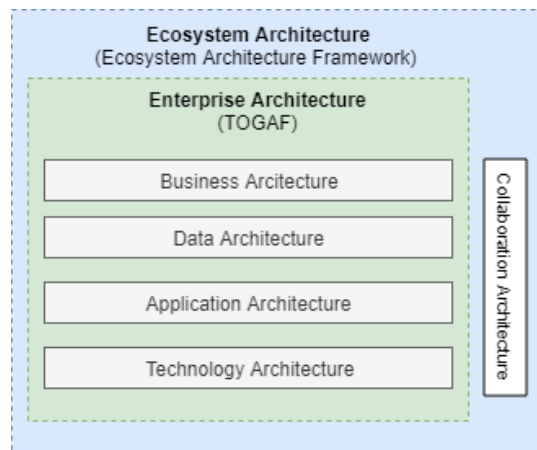 Ecosystem Architecture
(Ecosystem Architecture Framework)
Enterprise Architecture
(TOGAF)
Business Arcitecture
Data Architecture
Application Architecture
Technology Architecture
Collaboration Architecture